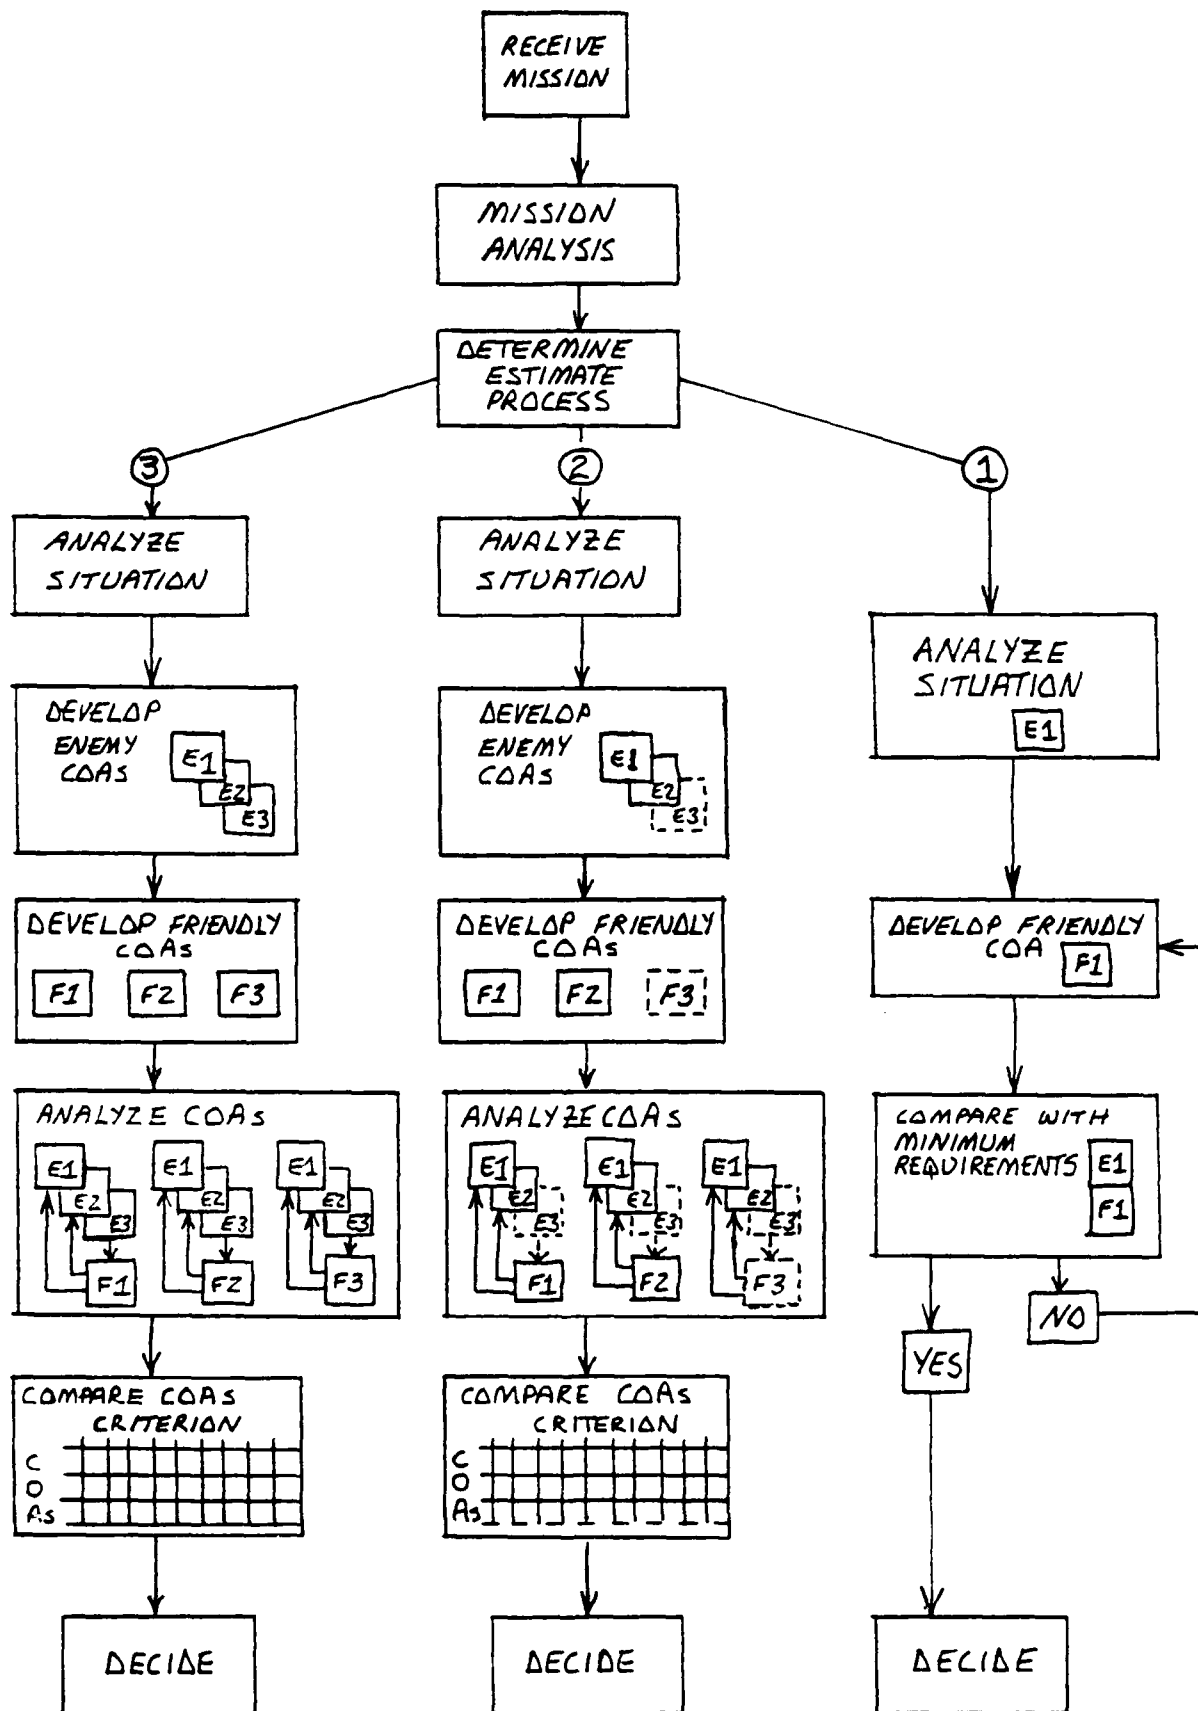 RECEIVE
MISSION
MISSION
ANALYSIS
DETERMINE
ESTIMATE
PROCESS
3
2
1
ANALYZE
SITUATION
ANALYZE
SITUATION
ANALYZE
SITUATION
E1
DEVELOP
ENEMY
COAs
E1
E2
E3
DEVELOP
ENEMY
COAs
E1
E2
E3
DEVELOP FRIENDLY
COAs
F1 F2 F3
DEVELOP FRIENDLY
COAs
F1 F2 F3
DEVELOP FRIENDLY
COA F1
ANALYZE COAs
E1 E1 E1
E2 E2 E2
E3 E3 E3
F1 F2 F3
ANALYZE COAs
E1 E1 E1
E2 E2 E2
E3 E3 E3
F1 F2 F3
COMPARE WITH
MINIMUM
REQUIREMENTS E1
F1
NO
YES
COMPARE COAs
CRITERION
C
O
As
COMPARE COAs
CRITERION
C
O
As
DECIDE
DECIDE
DECIDE